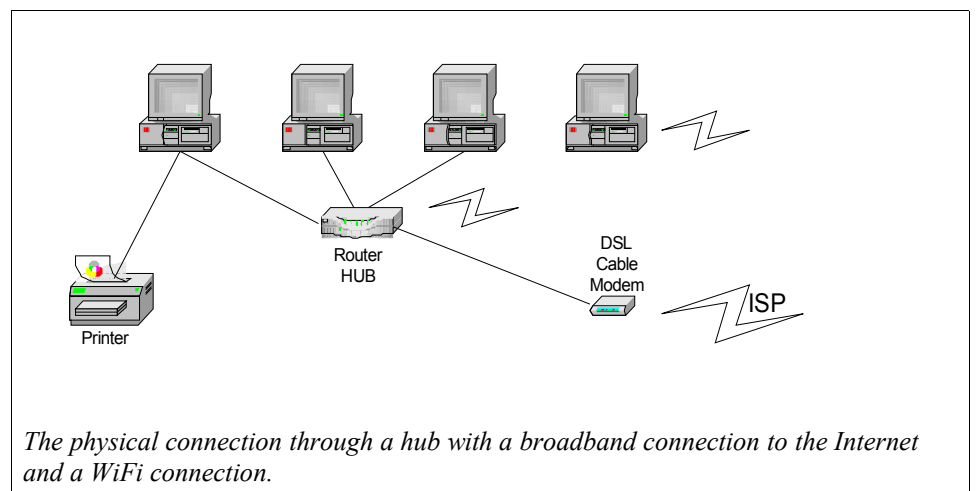 Router
HUB
DSL
Cable
Modem
ISP
Printer
The physical connection through a hub with a broadband connection to the Internet
and a WiFi connection.